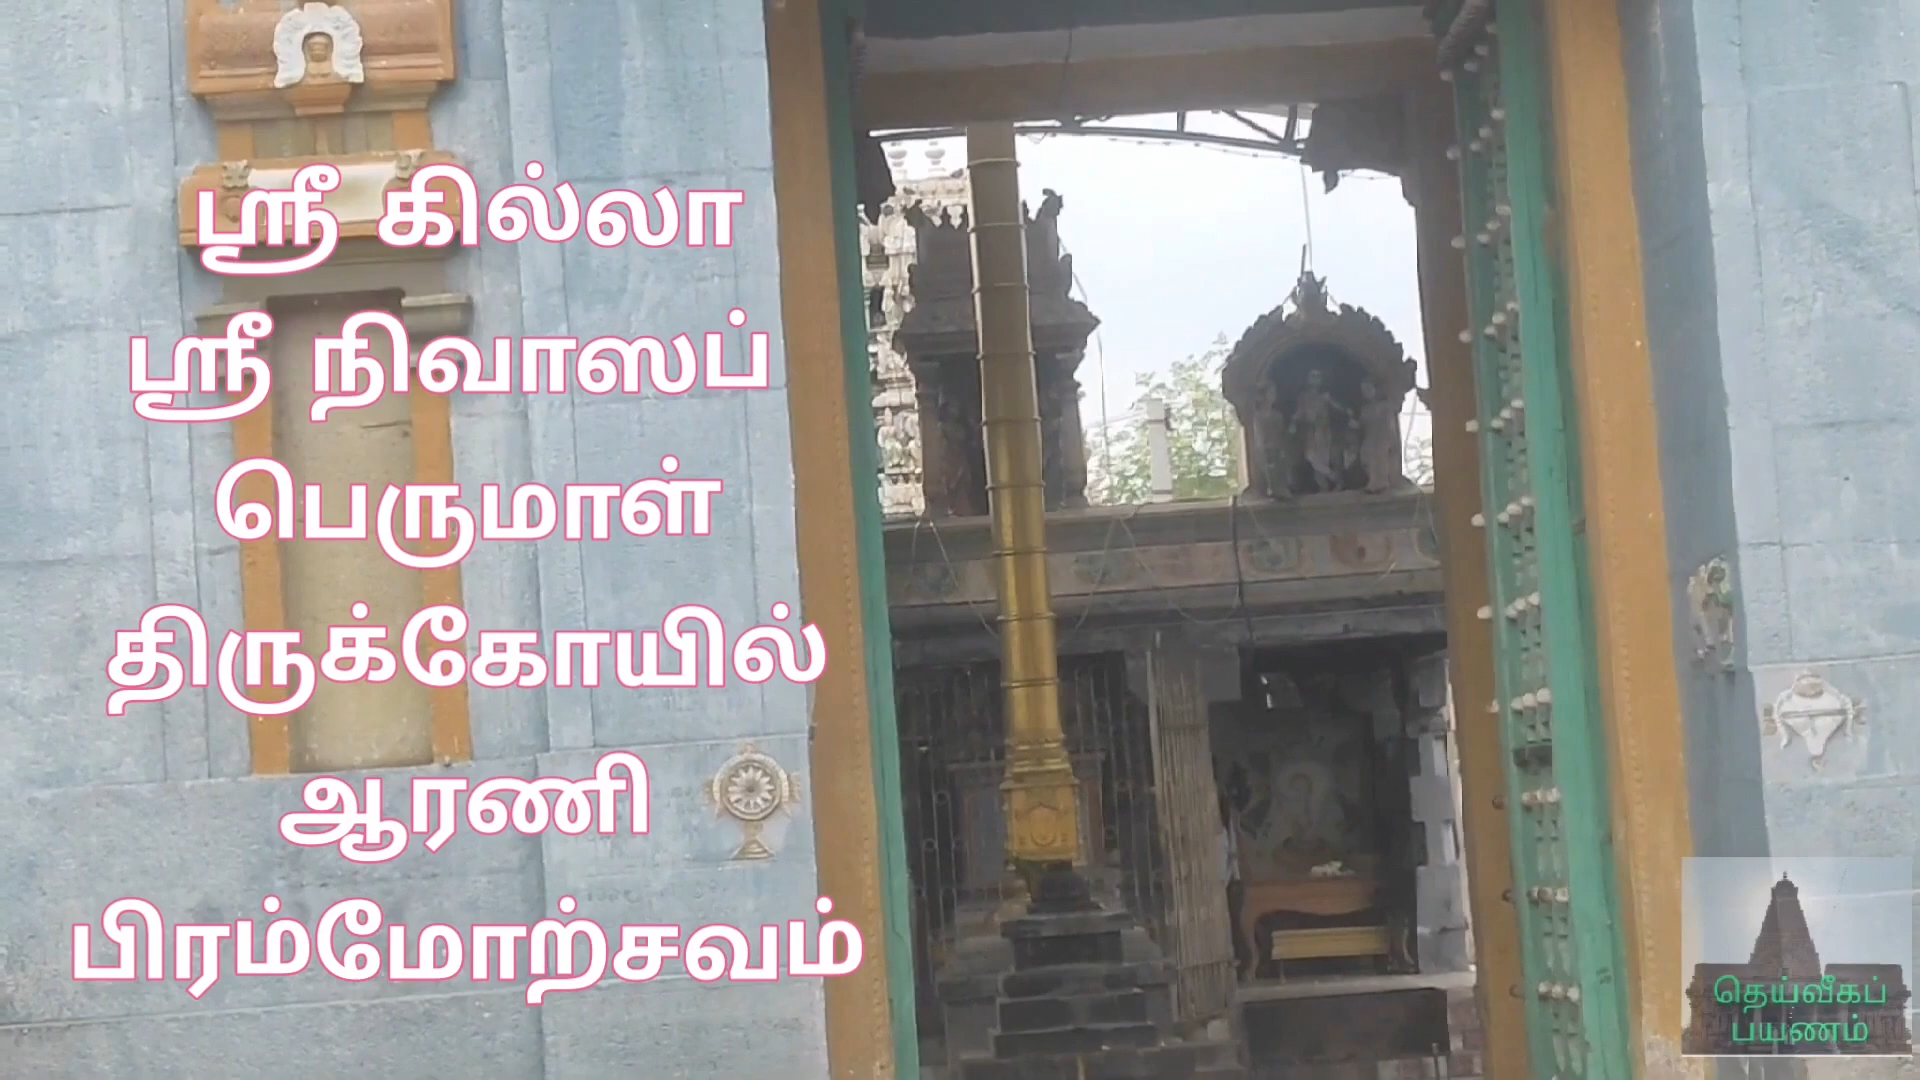 ஸ்ரீ கில்லா
ஸ்ரீ நிவாஸப்
பெருமாள்
திருக்கோயில்
ஆரணி
பிரம்மோற்சவம்
தெய்வீகப்
பயணம்